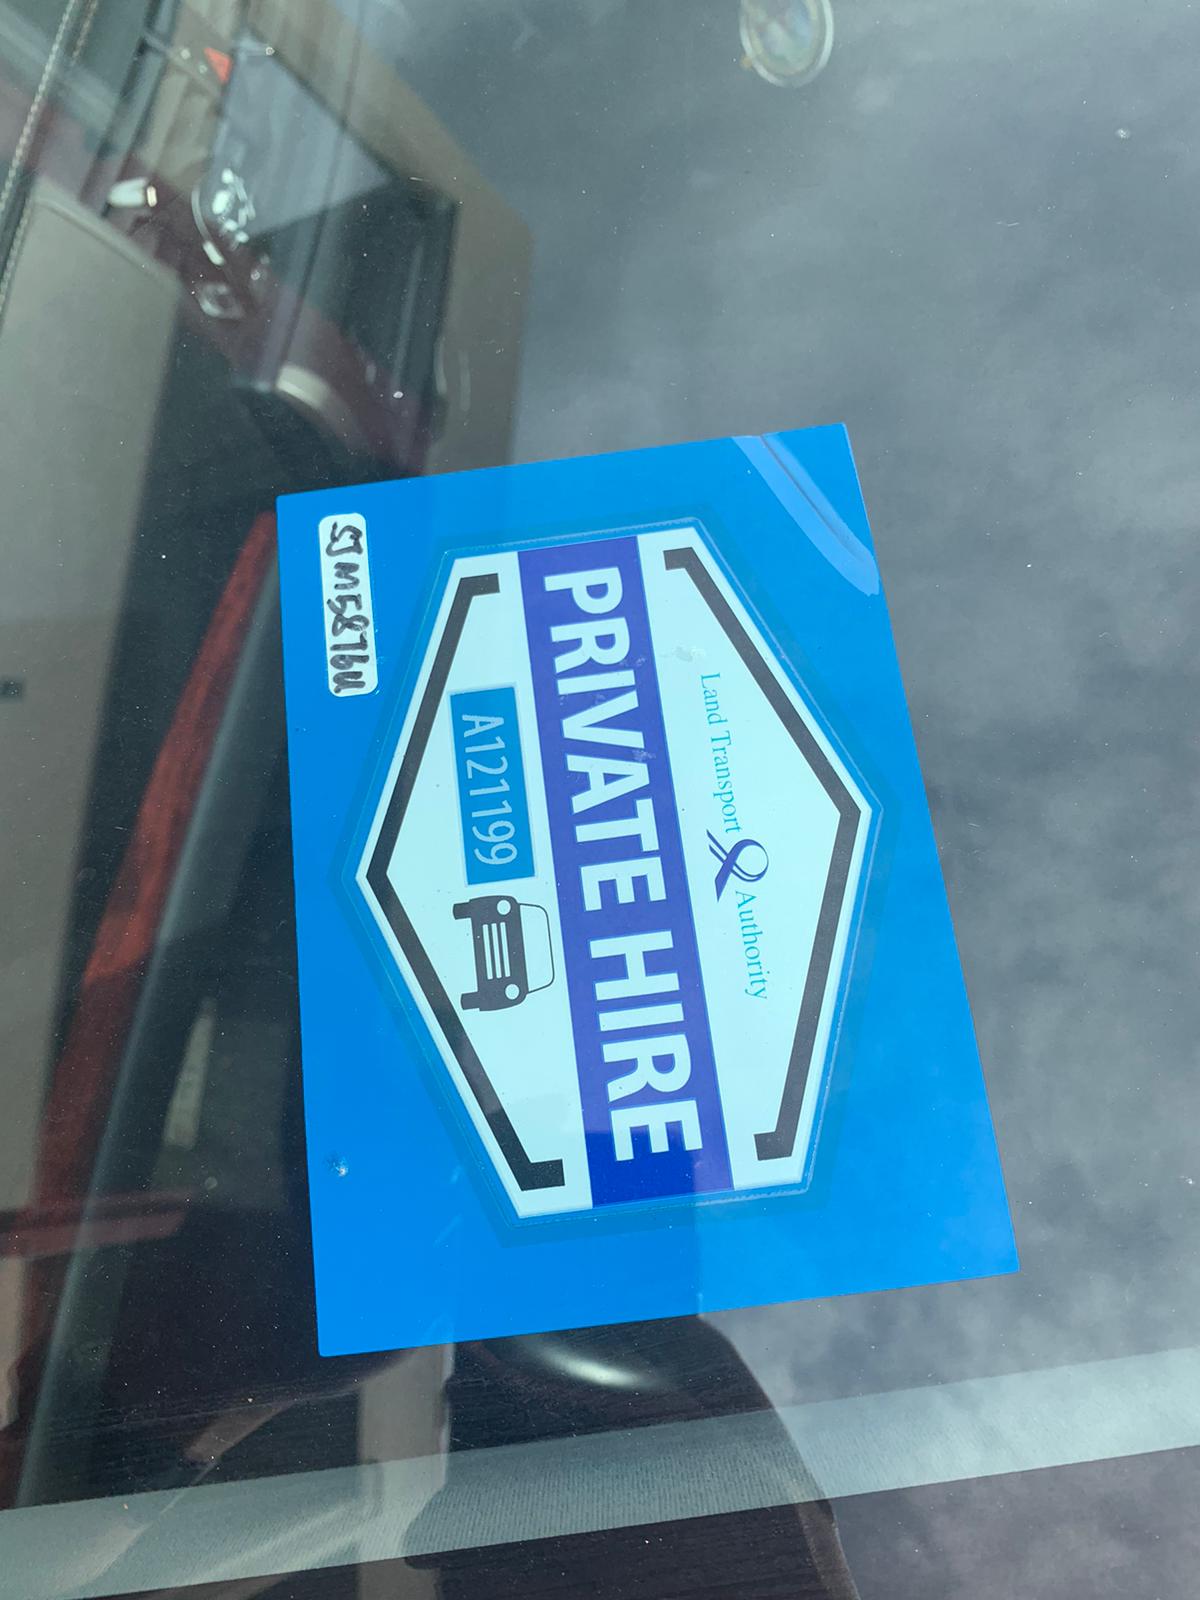 Land Transport Authority
PRIVATE HIRE
A121199
SJM5876U